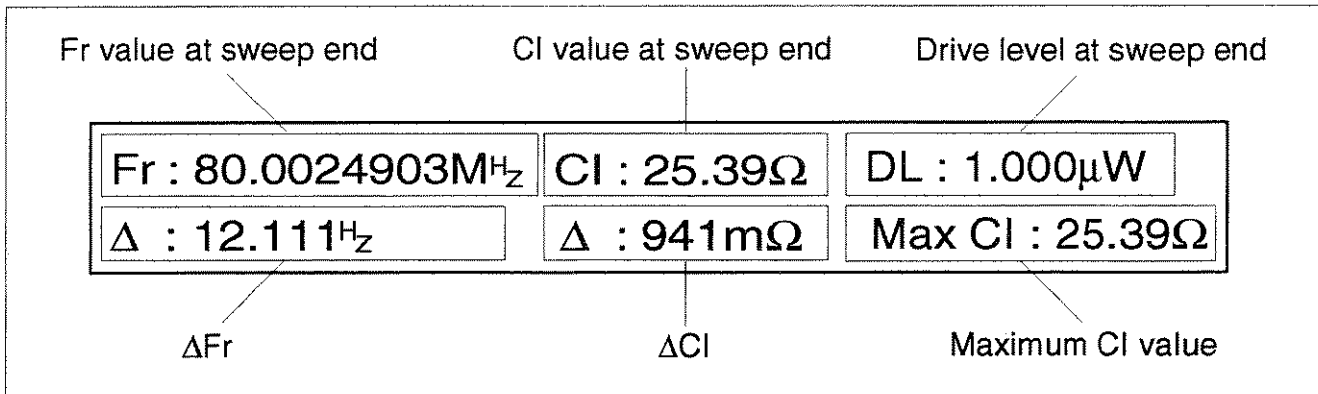 Fr value at sweep end CI value at sweep end Drive level at sweep end
Fr : 80.0024903MHz CI : 25.39Ω DL : 1.000µW
Δ : 12.111Hz Δ : 941mΩ Max CI : 25.39Ω
ΔFr ΔCI Maximum CI value